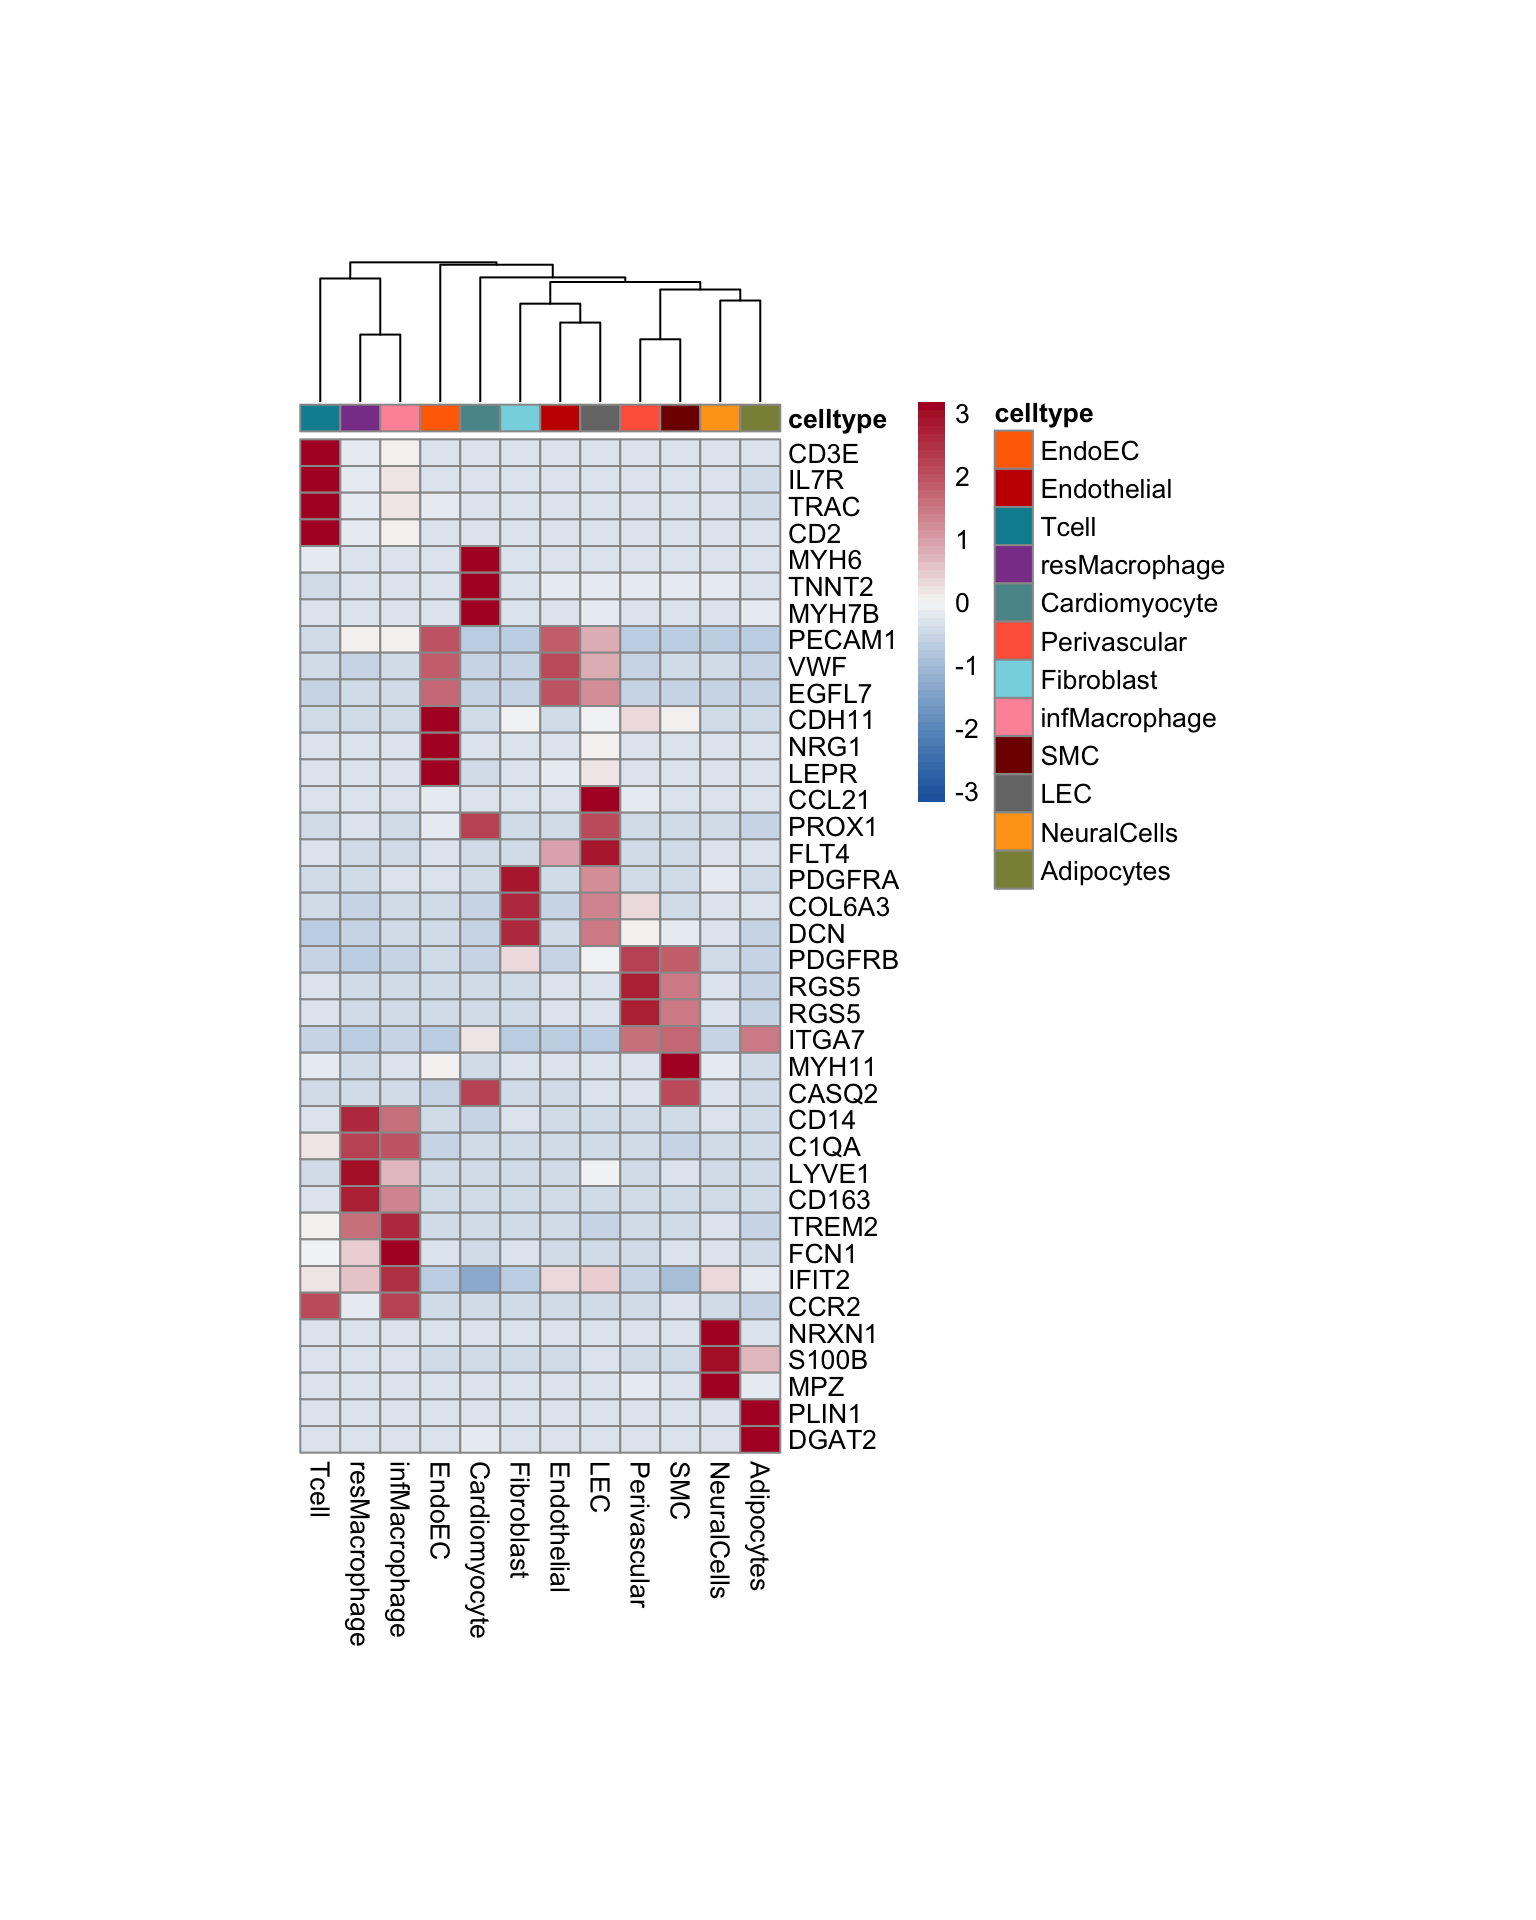 celltype
CD3E
IL7R
TRAC
CD2
MYH6
TNNT2
MYH7B
PECAM1
VWF
EGFL7
CDH11
NRG1
LEPR
CCL21
PROX1
FLT4
PDGFRA
COL6A3
DCN
PDGFRB
RGS5
RGS5
ITGA7
MYH11
CASQ2
CD14
C1QA
LYVE1
CD163
TREM2
FCN1
IFIT2
CCR2
NRXN1
S100B
MPZ
PLIN1
DGAT2
Tcell
resMacrophage
infMacrophage
EndoEC
Cardiomyocyte
Fibroblast
Endothelial
LEC
Perivascular
SMC
NeuralCells
Adipocytes
3
2
1
0
-1
-2
-3
celltype
EndoEC
Endothelial
Tcell
resMacrophage
Cardiomyocyte
Perivascular
Fibroblast
infMacrophage
SMC
LEC
NeuralCells
Adipocytes